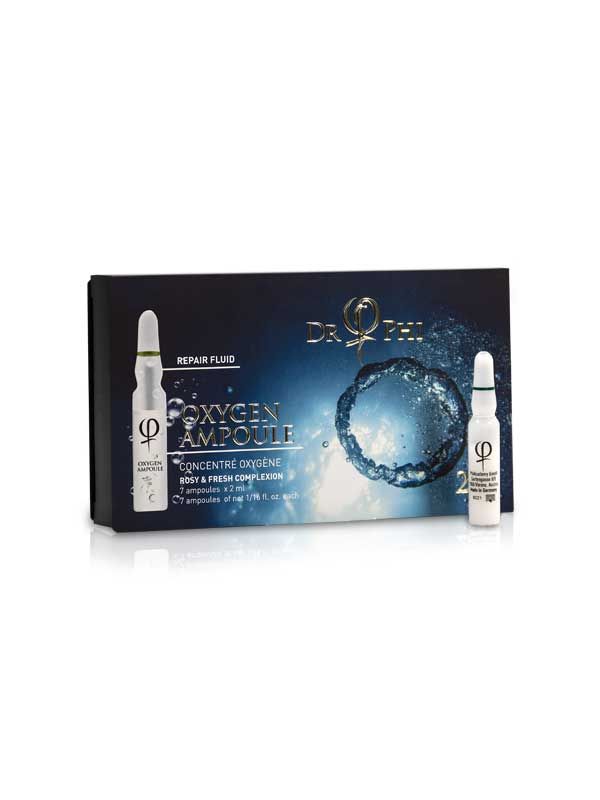 DR φ PHI
REPAIR FLUID
OXYGEN
AMPOULE
CONCENTRÉ OXYGÈNE
ROSY & FRESH COMPLEXION
7 ampoules x 2 ml
7 ampoules of net 1/16 fl. oz. each
φ
OXYGEN
AMPOULE
2
φ
Made in Germany